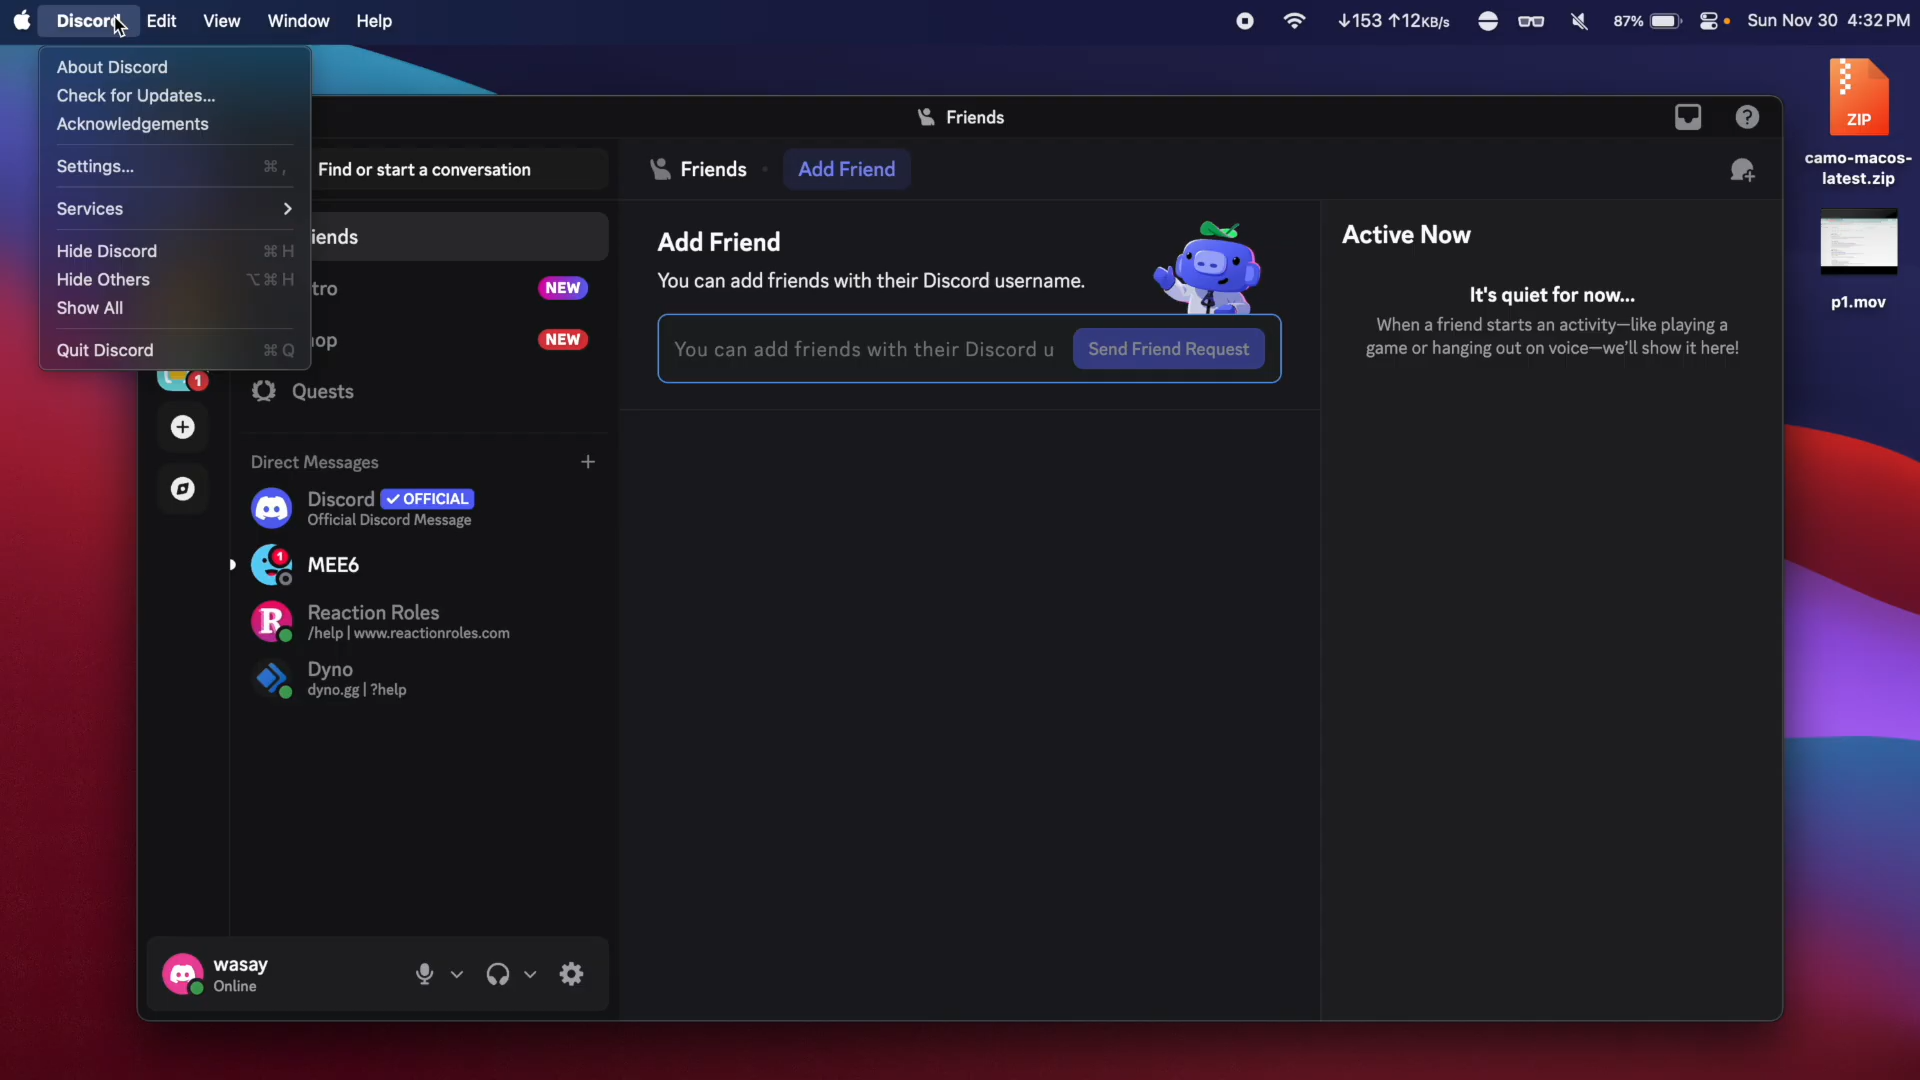 Discord Edit View Window Help
↓153 ↑12KB/s 87% Sun Nov 30 4:32 PM
About Discord
Check for Updates...
Acknowledgements
Settings... ⌘ ,
Services
Hide Discord ⌘ H
Hide Others ⌥⌘ H
Show All
Quit Discord ⌘ Q
Friends
Find or start a conversation
iends
tro NEW
op NEW
Quests
1
Direct Messages
Discord ✓ OFFICIAL
Official Discord Message
1
MEE6
R
Reaction Roles
/help | www.reactionroles.com
Dyno
dyno.gg | ?help
wasay
Online
Friends Add Friend
Add Friend
You can add friends with their Discord username.
You can add friends with their Discord u
Send Friend Request
Active Now
It's quiet for now...
When a friend starts an activity—like playing a
game or hanging out on voice—we'll show it here!
ZIP
camo-macos-
latest.zip
p1.mov